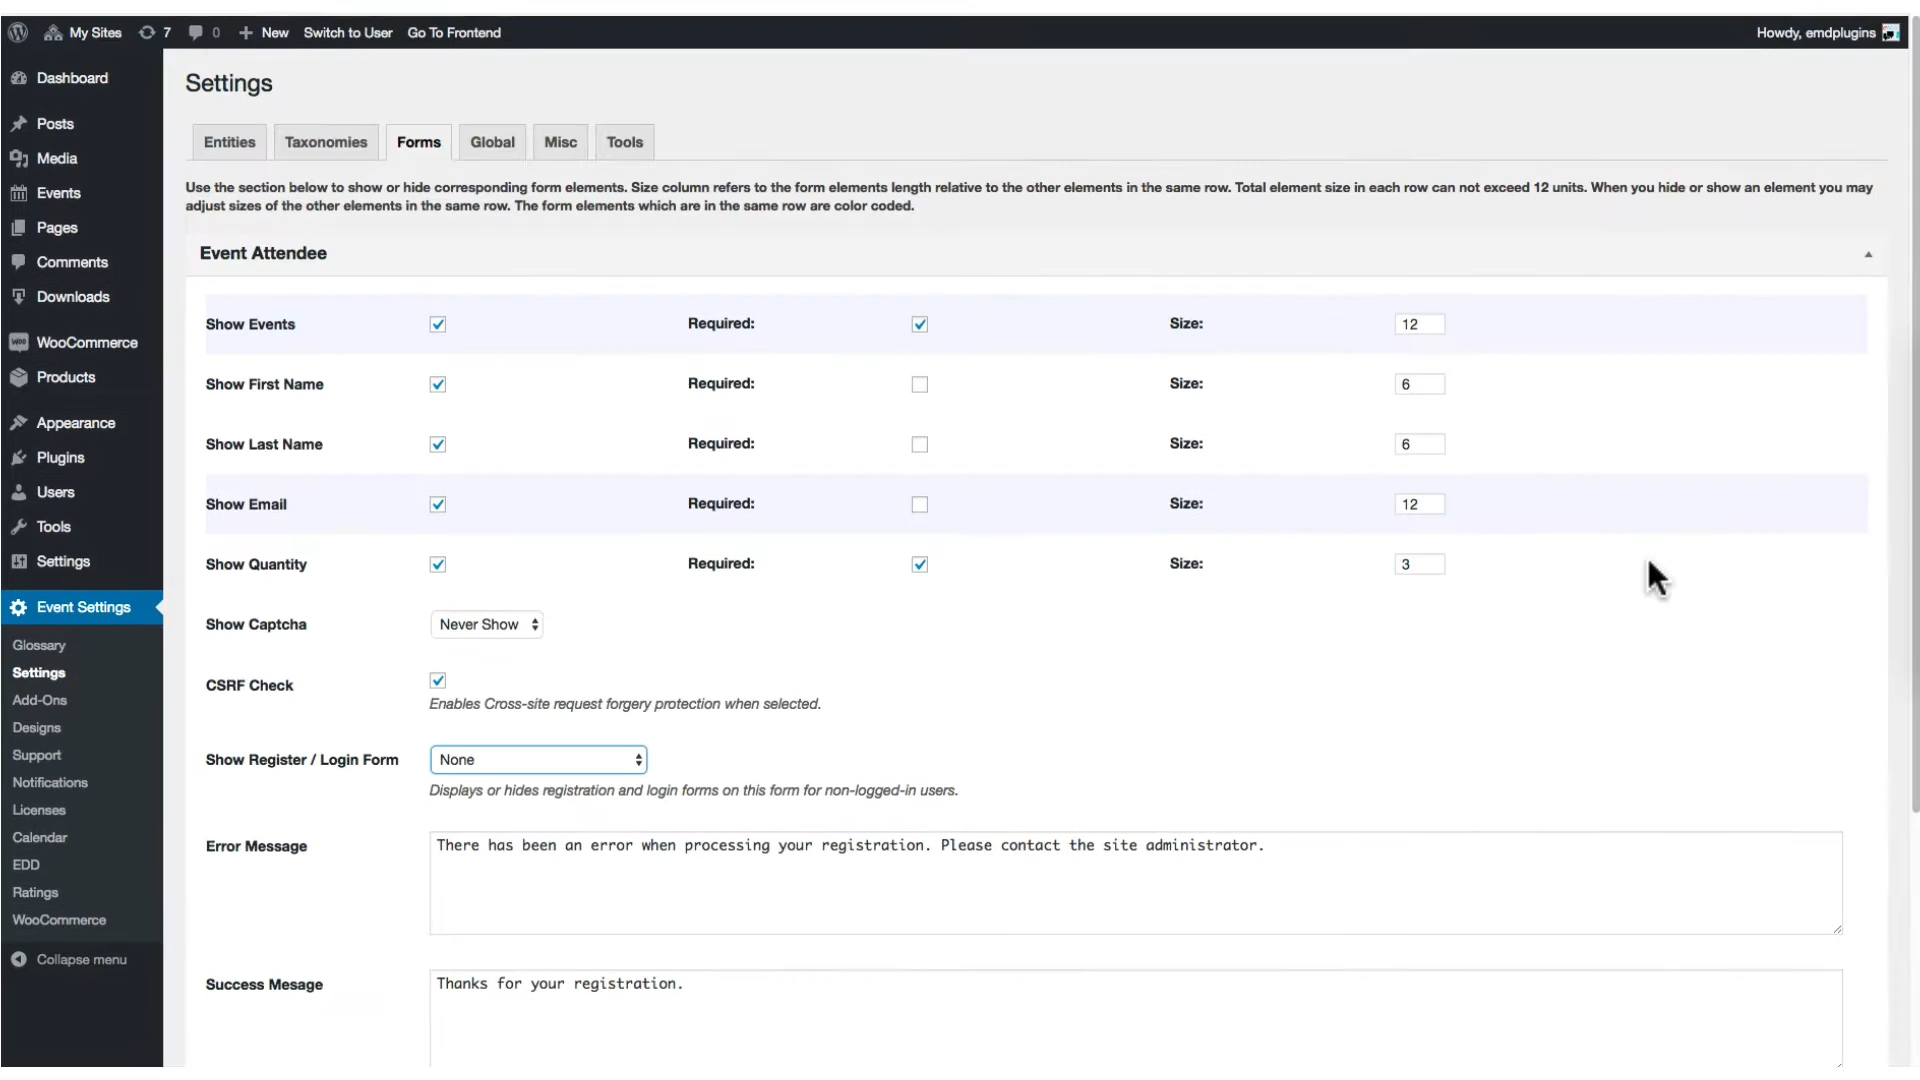 My Sites 7 0 New Switch to User Go To Frontend Howdy, emdplugins
Dashboard
Posts
Media
Events
Pages
Comments
Downloads
WooCommerce
Products
Appearance
Plugins
Users
Tools
Settings
Event Settings
Glossary
Settings
Add-Ons
Designs
Support
Notifications
Licenses
Calendar
EDD
Ratings
WooCommerce
Collapse menu
Settings
Entities Taxonomies Forms Global Misc Tools
Use the section below to show or hide corresponding form elements. Size column refers to the form elements length relative to the other elements in the same row. Total element size in each row can not exceed 12 units. When you hide or show an element you may
adjust sizes of the other elements in the same row. The form elements which are in the same row are color coded.
Event Attendee
Show Events Required: Size: 12
Show First Name Required: Size: 6
Show Last Name Required: Size: 6
Show Email Required: Size: 12
Show Quantity Required: Size: 3
Show Captcha Never Show
CSRF Check
Enables Cross-site request forgery protection when selected.
Show Register / Login Form None
Displays or hides registration and login forms on this form for non-logged-in users.
Error Message There has been an error when processing your registration. Please contact the site administrator.
Success Mesage Thanks for your registration.